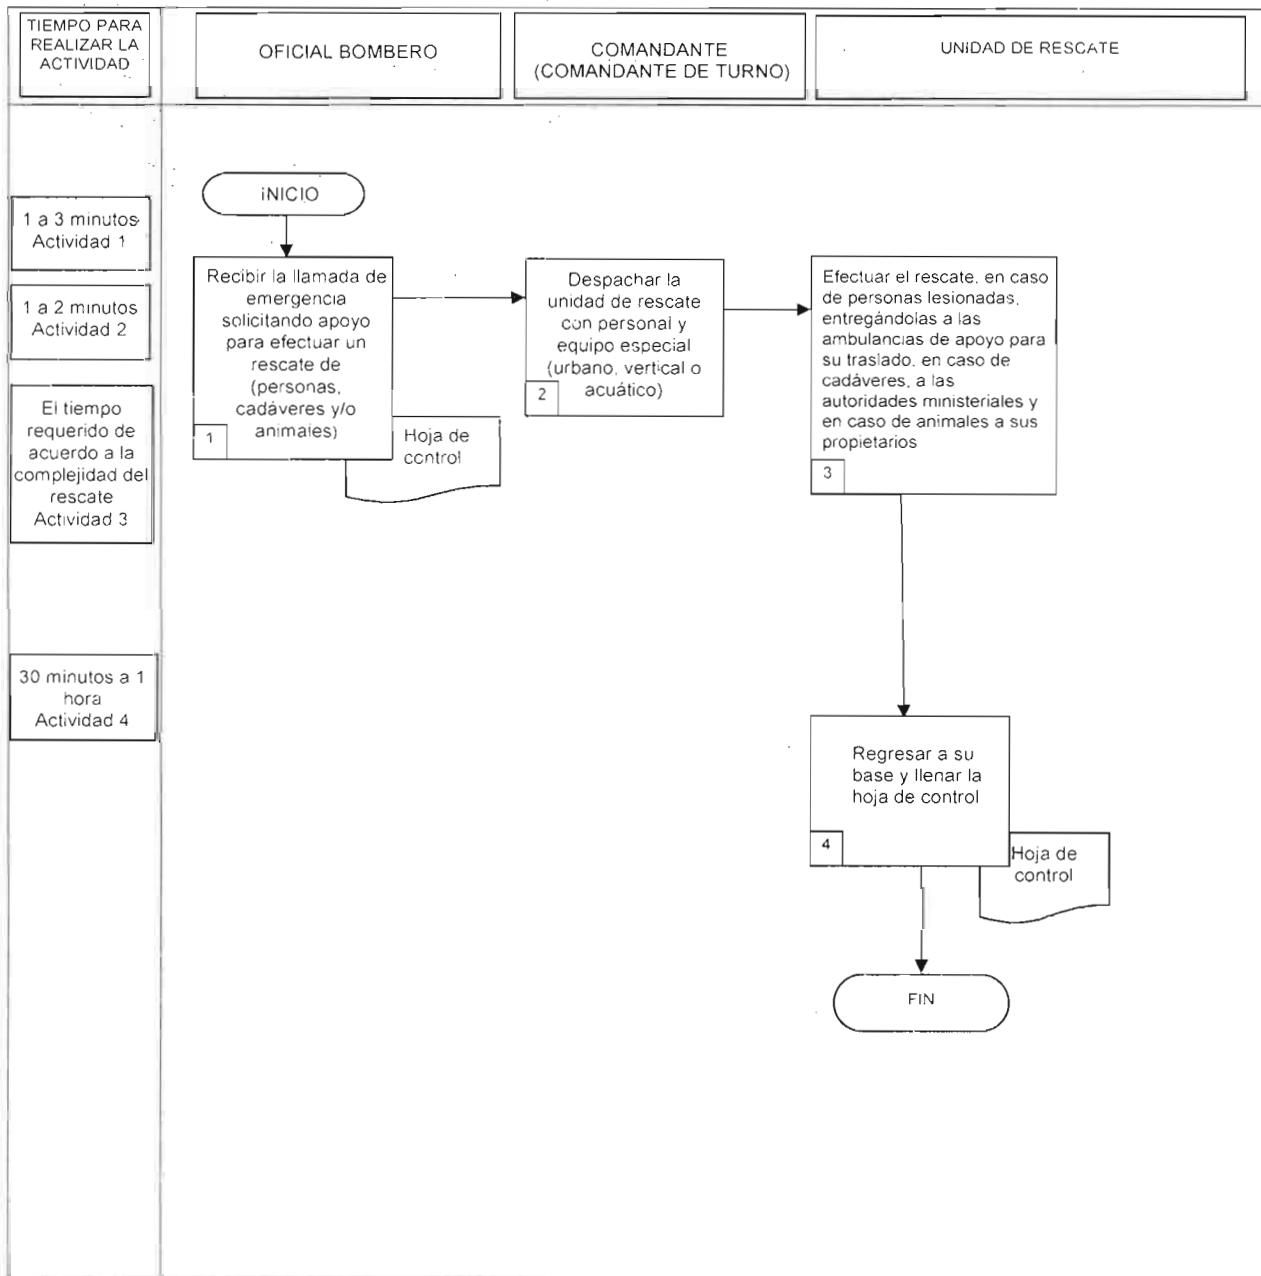 TIEMPO PARA
REALIZAR LA
ACTIVIDAD
OFICIAL BOMBERO
COMANDANTE
(COMANDANTE DE TURNO)
UNIDAD DE RESCATE
1 a 3 minutos
Actividad 1
1 a 2 minutos
Actividad 2
El tiempo
requerido de
acuerdo a la
complejidad del
rescate
Actividad 3
30 minutos a 1
hora
Actividad 4
INICIO
Recibir la llamada de
emergencia
solicitando apoyo
para efectuar un
rescate de
(personas,
cadáveres y/o
animales)
1
Hoja de
control
Despachar la
unidad de rescate
con personal y
equipo especial
(urbano, vertical o
acuático)
2
Efectuar el rescate, en caso
de personas lesionadas,
entregándolas a las
ambulancias de apoyo para
su traslado, en caso de
cadáveres, a las
autoridades ministeriales y
en caso de animales a sus
propietarios
3
Regresar a su
base y llenar la
hoja de control
4
Hoja de
control
FIN